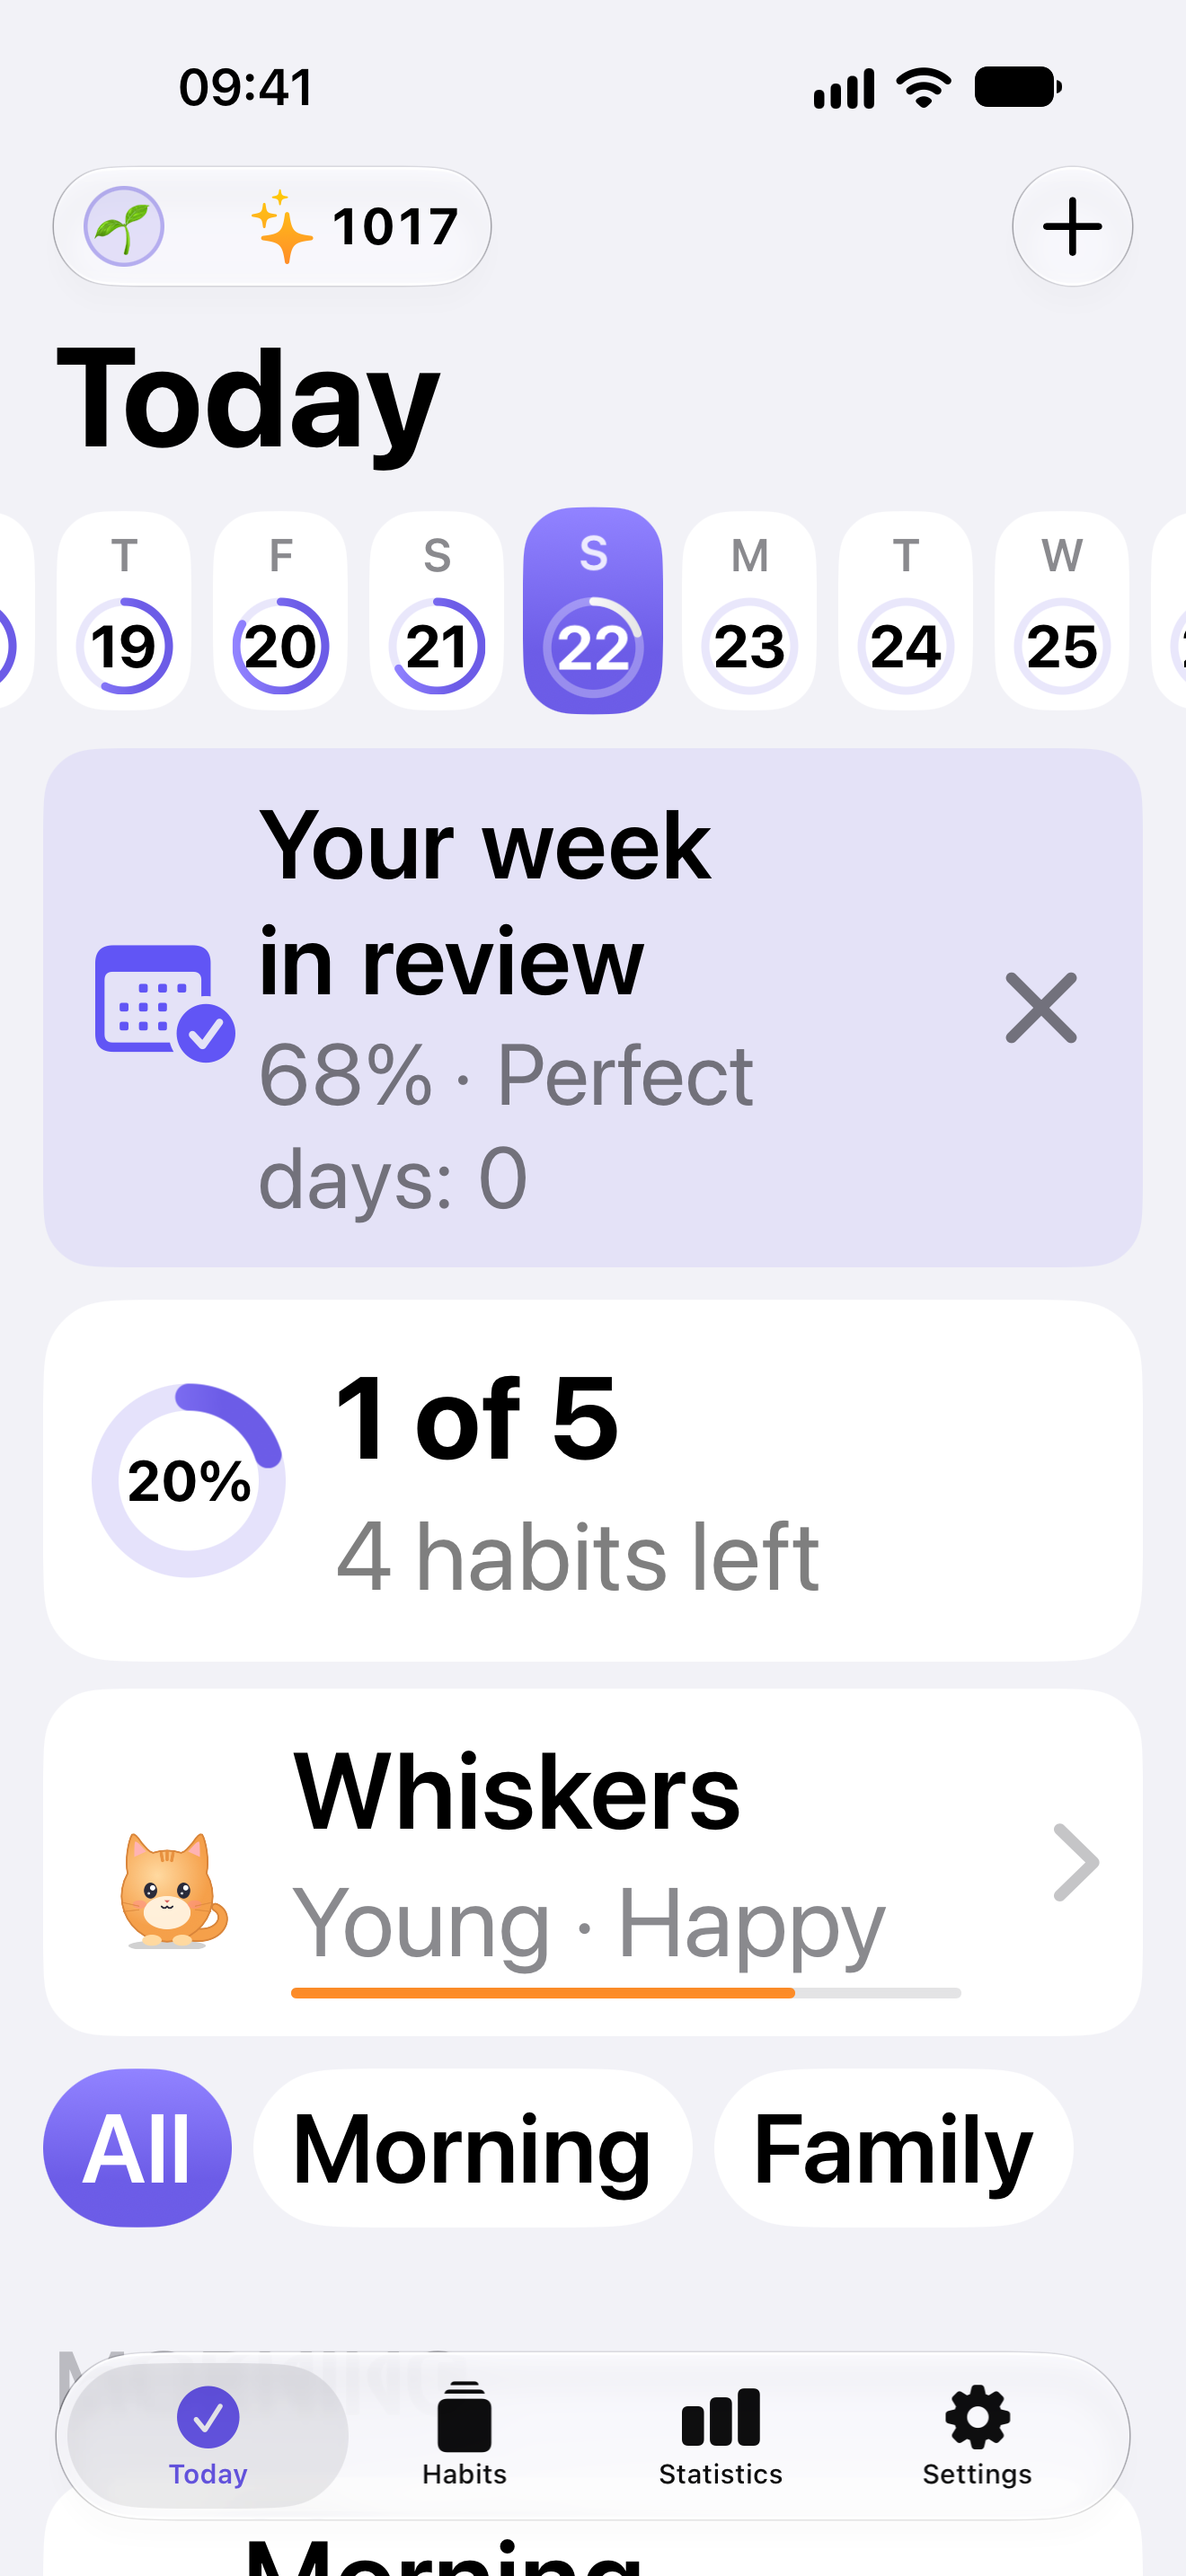 09:41
1017
Today
T F S S M T W
19 20 21 22 23 24 25
Your week
in review
68% · Perfect
days: 0
20%
1 of 5
4 habits left
Whiskers
Young · Happy
All Morning Family
Today Habits Statistics Settings
Morning